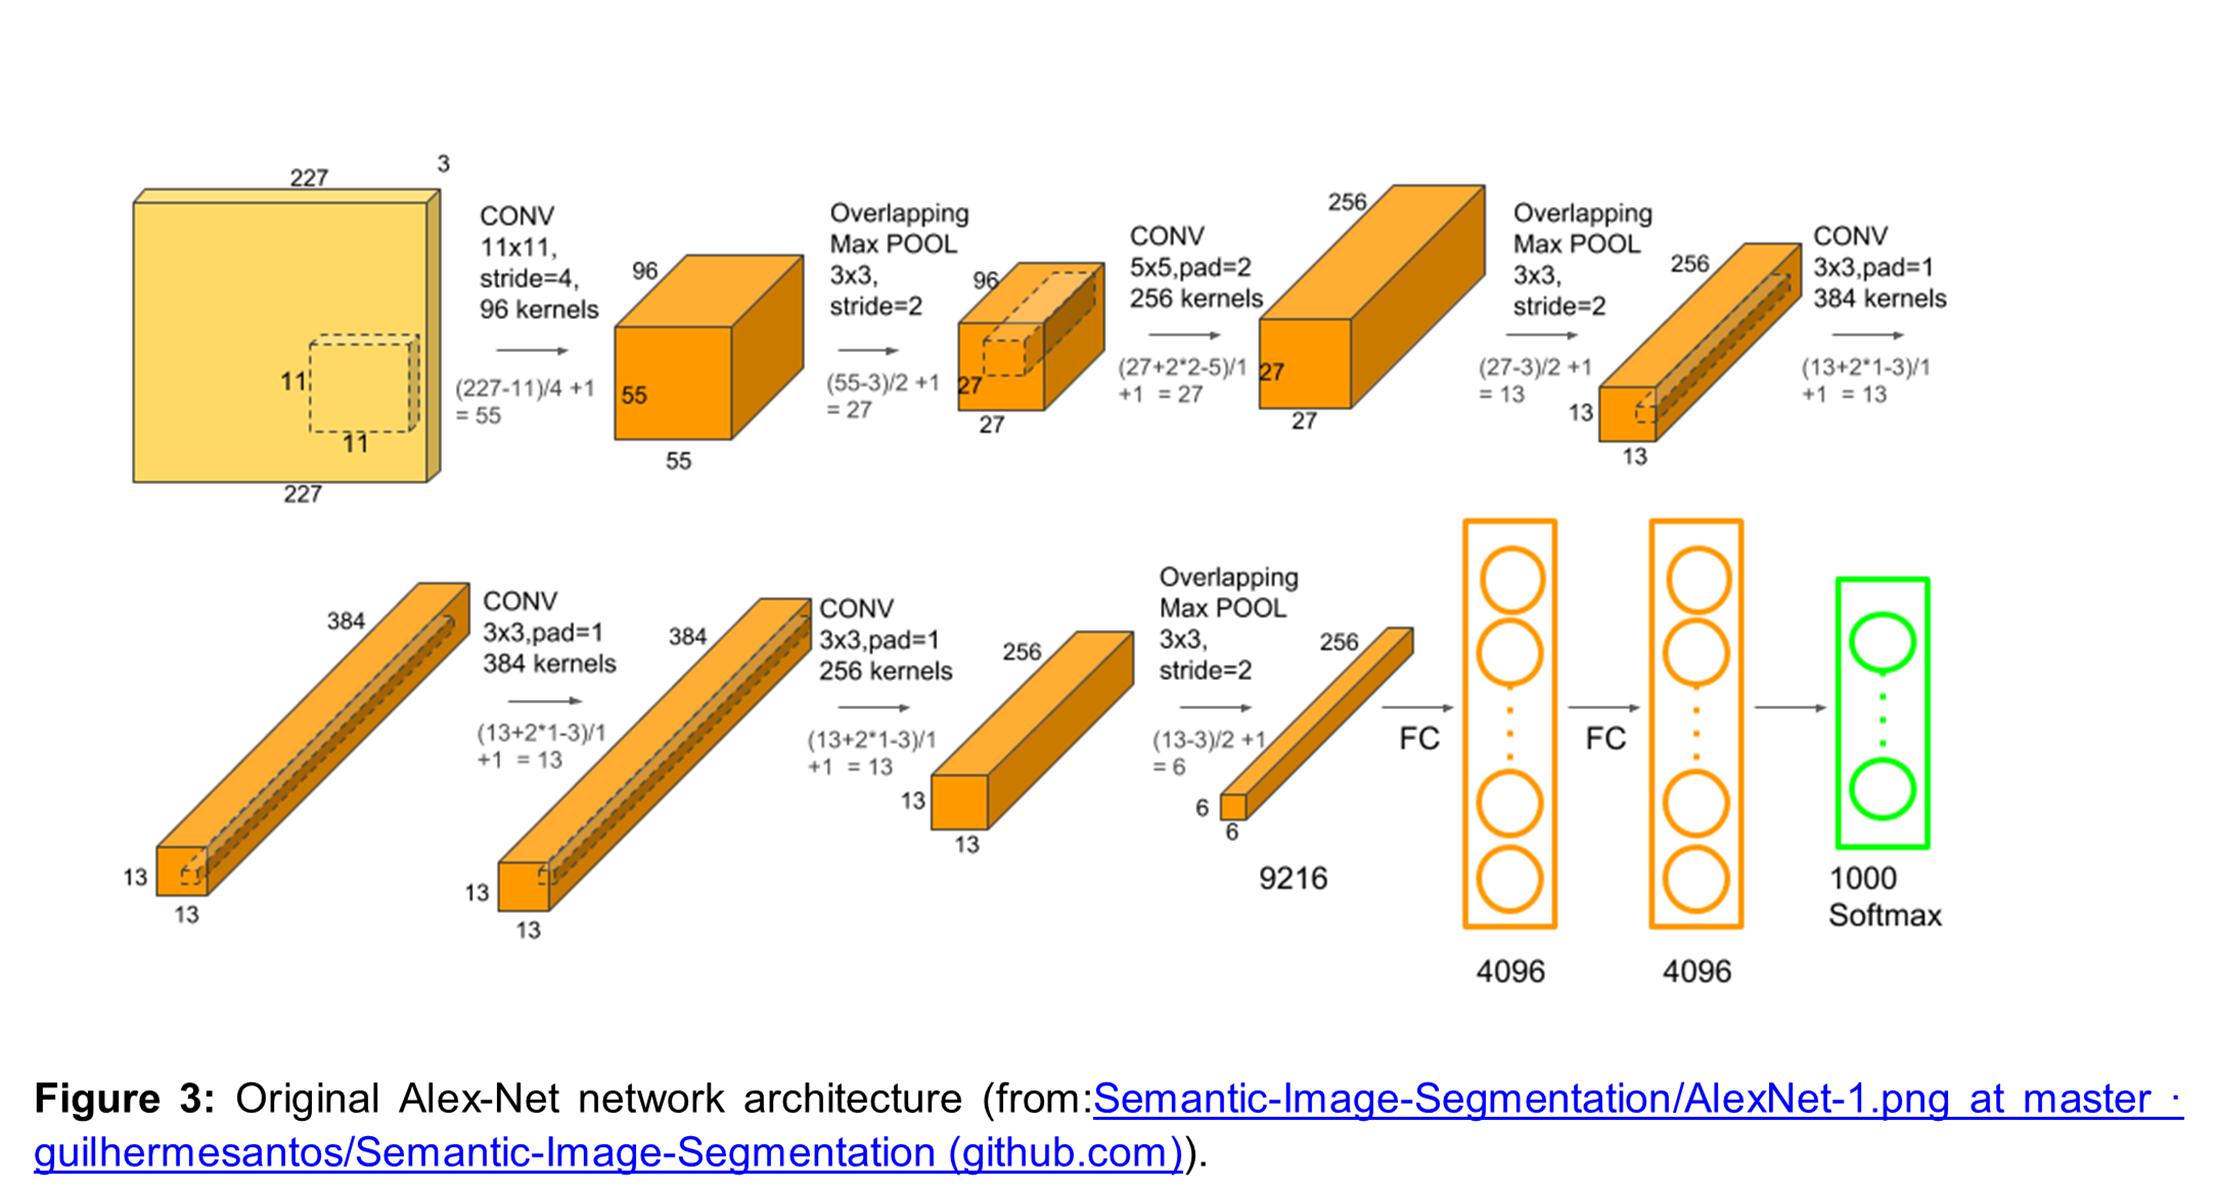 227
3
CONV
11x11,
stride=4,
96 kernels
(227-11)/4 +1
= 55
11
11
227
96
55
55
Overlapping
Max POOL
3x3,
stride=2
(55-3)/2 +1
= 27
96
27
27
CONV
5x5,pad=2
256 kernels
(27+2*2-5)/1
+1 = 27
256
27
27
Overlapping
Max POOL
3x3,
stride=2
(27-3)/2 +1
= 13
256
13
13
CONV
3x3,pad=1
384 kernels
(13+2*1-3)/1
+1 = 13
384
13
13
CONV
3x3,pad=1
384 kernels
(13+2*1-3)/1
+1 = 13
384
13
13
CONV
3x3,pad=1
256 kernels
(13+2*1-3)/1
+1 = 13
256
13
13
Overlapping
Max POOL
3x3,
stride=2
(13-3)/2 +1
= 6
256
6
6
9216
FC
4096
FC
4096
1000
Softmax
Figure 3: Original Alex-Net network architecture (from:Semantic-Image-Segmentation/AlexNet-1.png at master ·
guilhermesantos/Semantic-Image-Segmentation (github.com)).